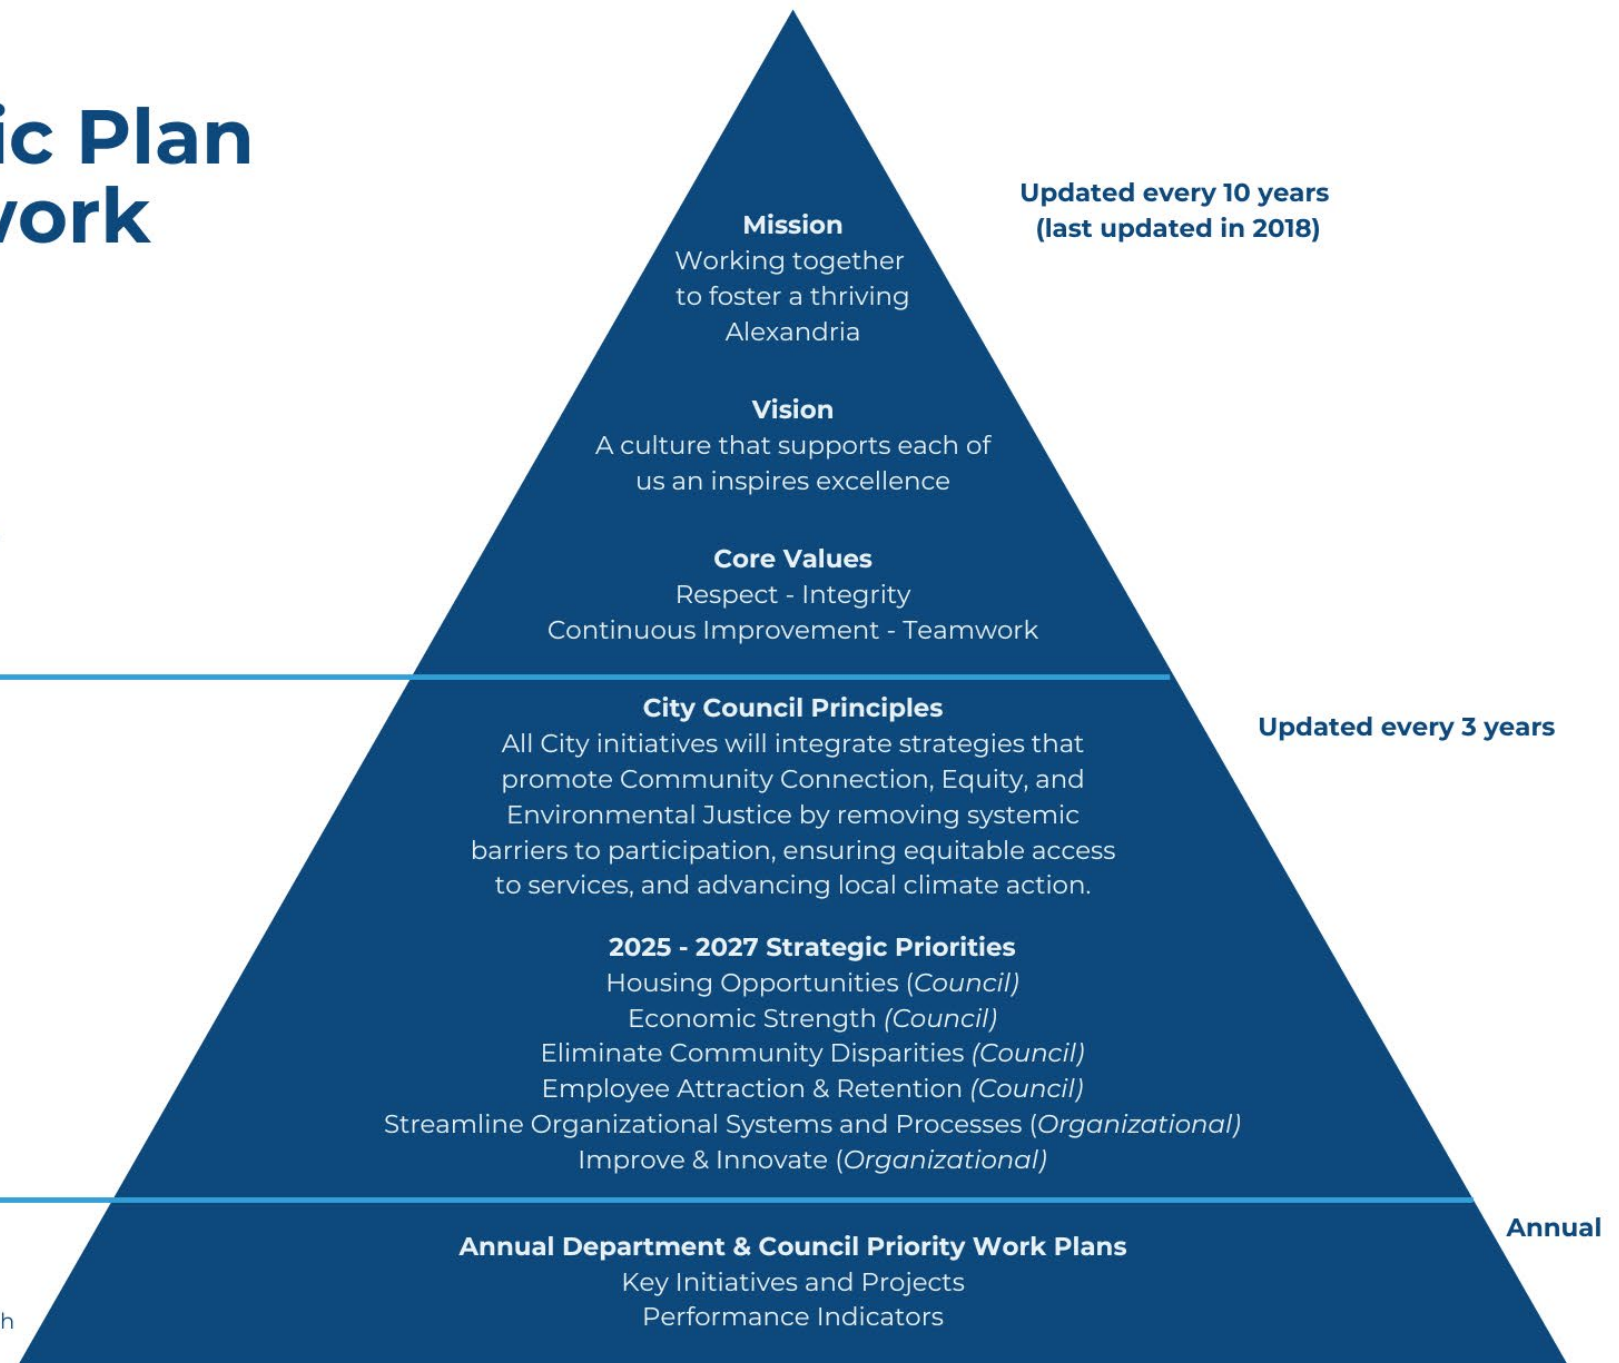 ic Plan
work
Updated every 10 years
(last updated in 2018)
Mission
Working together
to foster a thriving
Alexandria
Vision
A culture that supports each of
us an inspires excellence
Core Values
Respect - Integrity
Continuous Improvement - Teamwork
City Council Principles
All City initiatives will integrate strategies that
promote Community Connection, Equity, and
Environmental Justice by removing systemic
barriers to participation, ensuring equitable access
to services, and advancing local climate action.
Updated every 3 years
2025 - 2027 Strategic Priorities
Housing Opportunities (Council)
Economic Strength (Council)
Eliminate Community Disparities (Council)
Employee Attraction & Retention (Council)
Streamline Organizational Systems and Processes (Organizational)
Improve & Innovate (Organizational)
Annual
Annual Department & Council Priority Work Plans
Key Initiatives and Projects
Performance Indicators
h